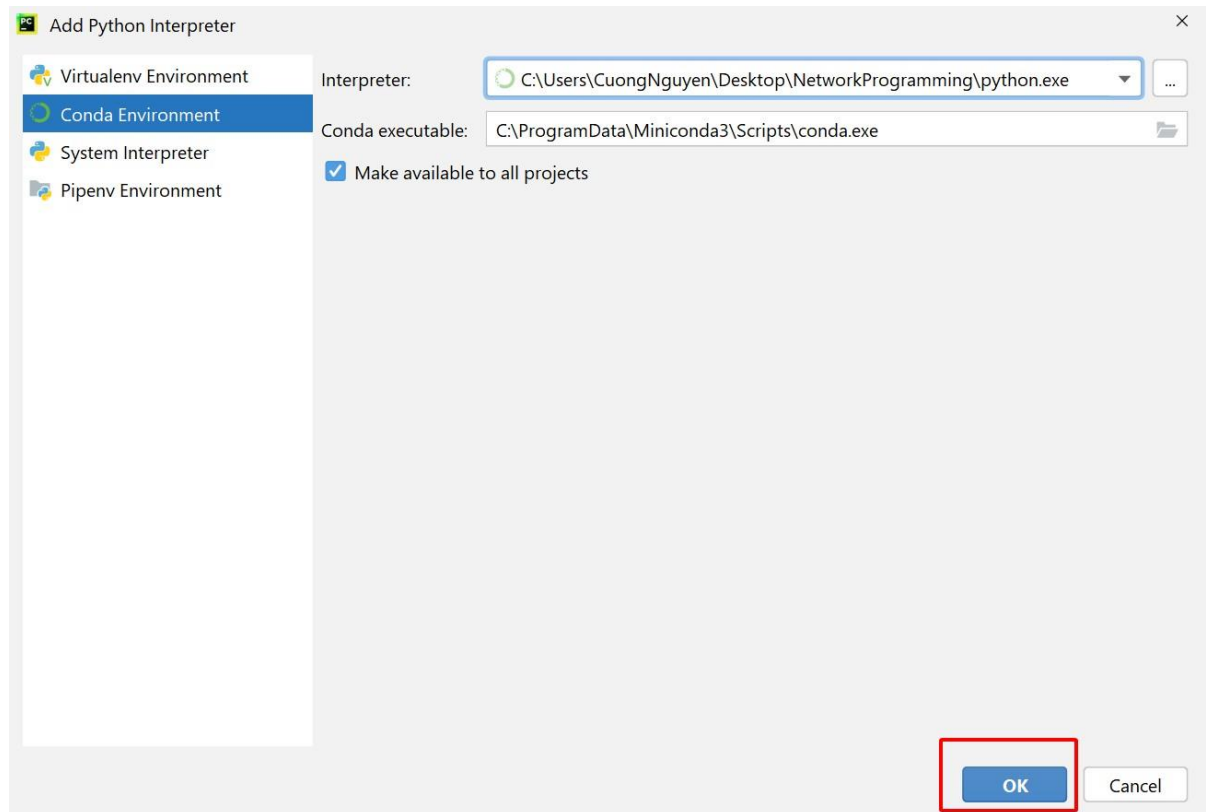 Add Python Interpreter
Virtualenv Environment
Conda Environment
System Interpreter
Pipenv Environment
Interpreter: C:\Users\CuongNguyen\Desktop\NetworkProgramming\python.exe ...
Conda executable: C:\ProgramData\Miniconda3\Scripts\conda.exe
Make available to all projects
OK Cancel